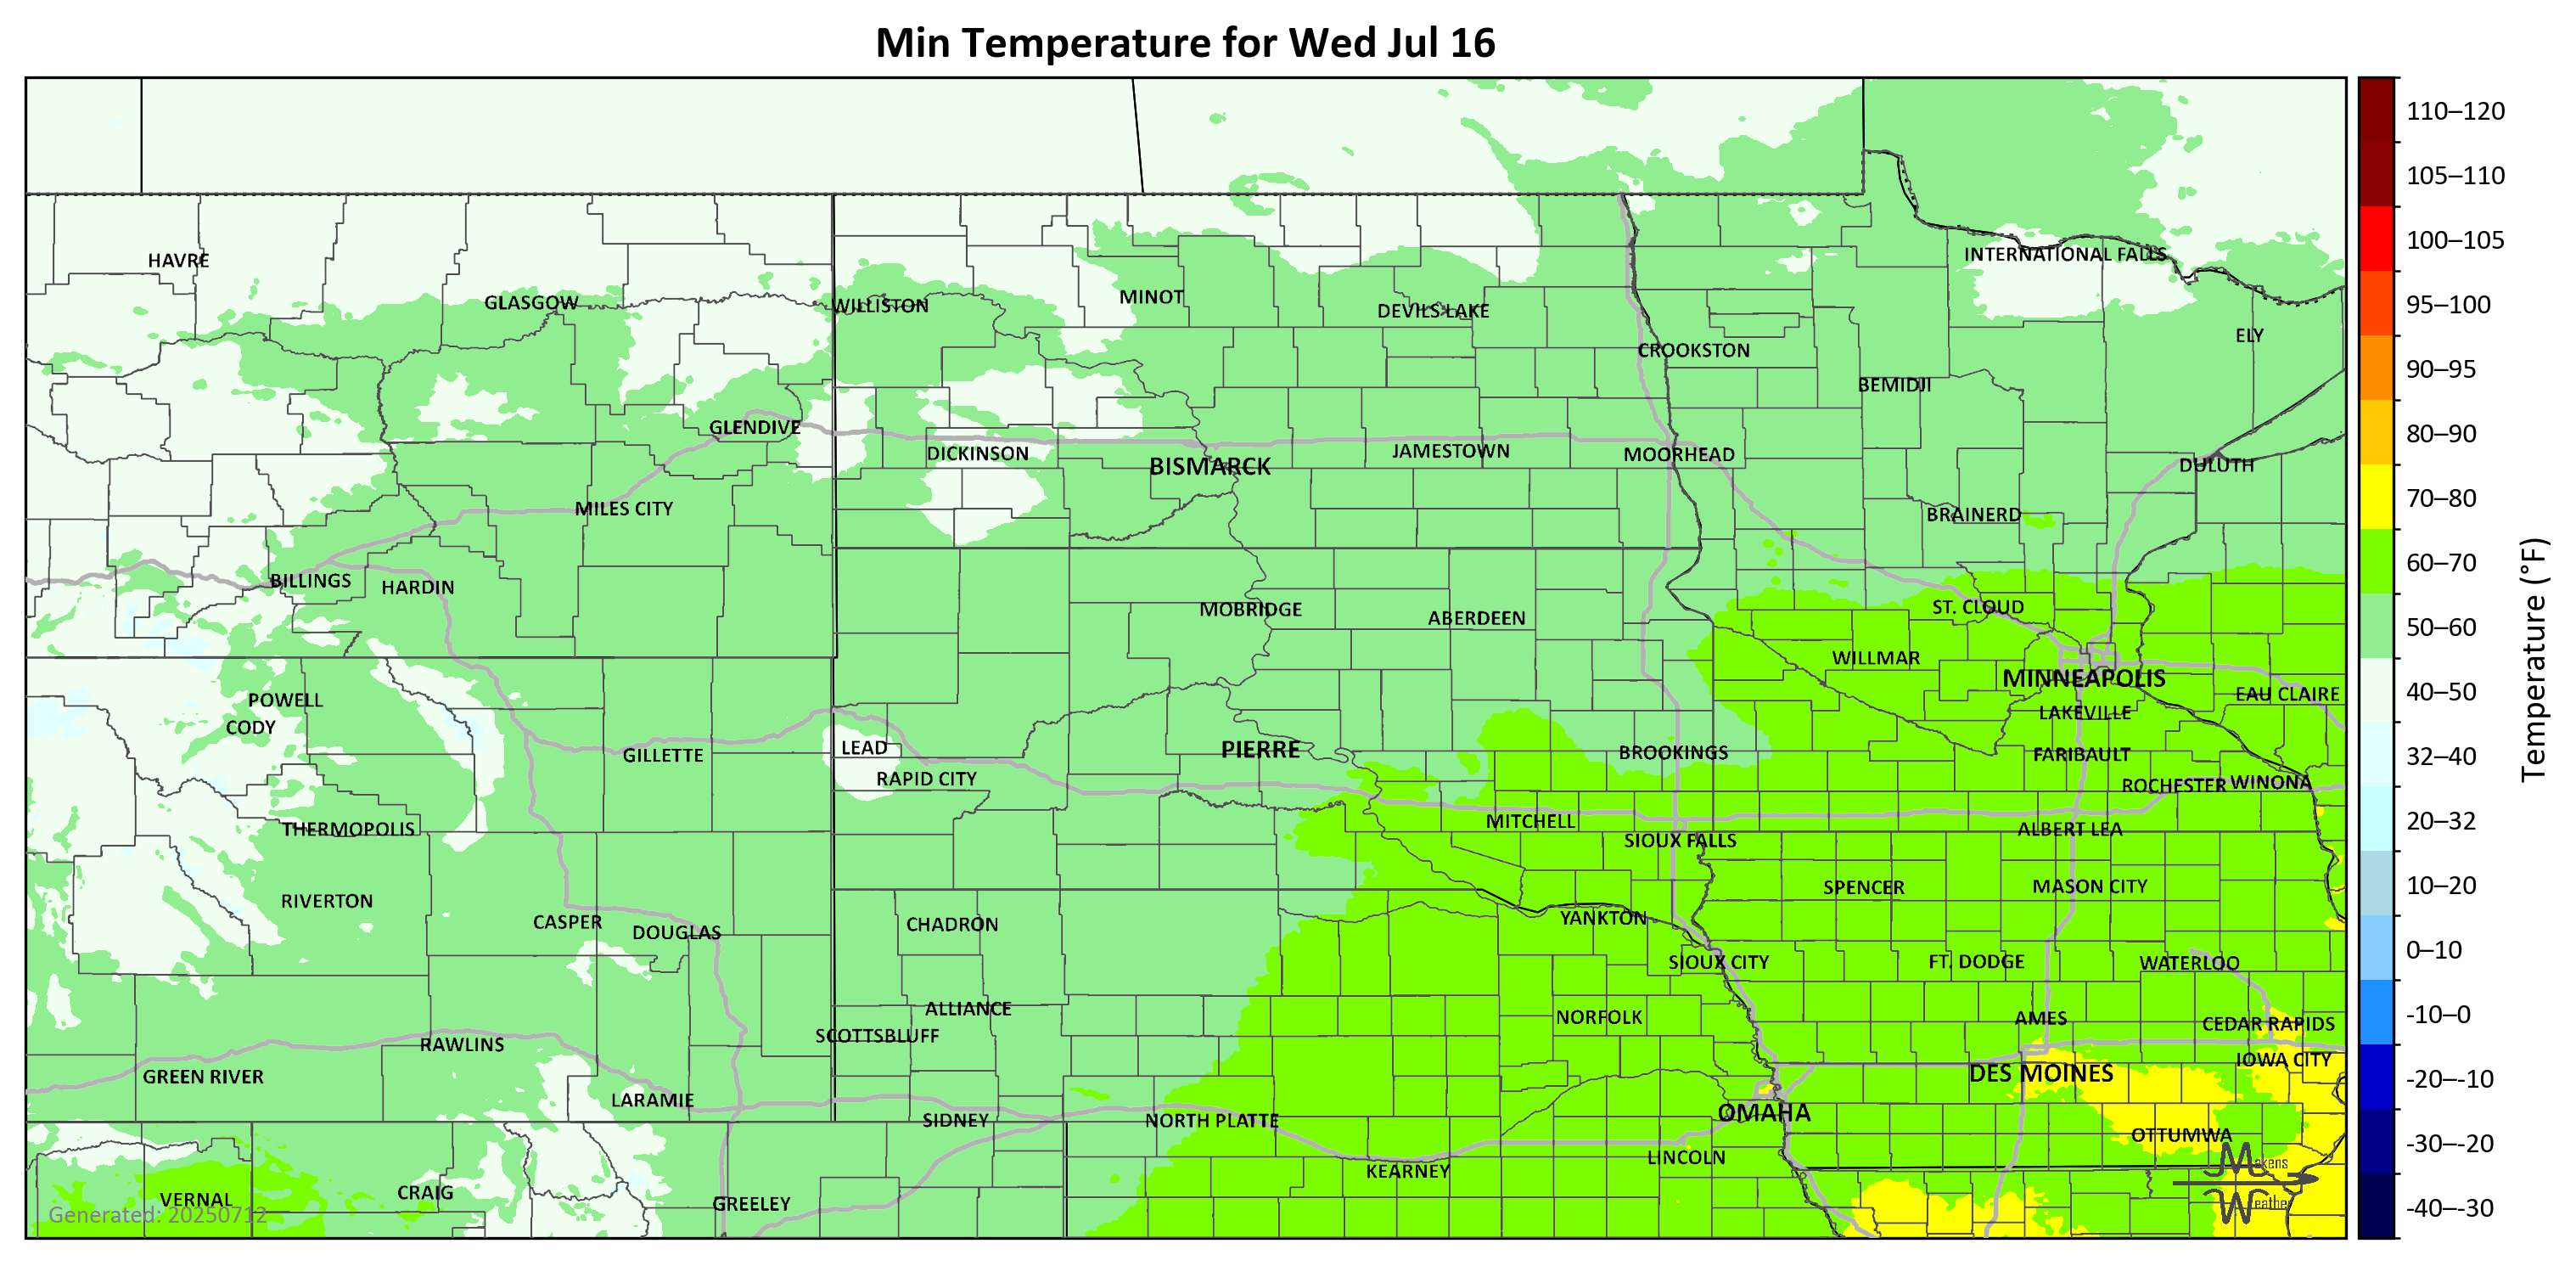 Min Temperature for Wed Jul 16
HAVRE
GLASGOW
WILLISTON
MINOT
DEVILS LAKE
INTERNATIONAL FALLS
ELY
CROOKSTON
BEMIDJI
GLENDIVE
DICKINSON
BISMARCK
JAMESTOWN
MOORHEAD
DULUTH
MILES CITY
BRAINERD
BILLINGS
HARDIN
MOBRIDGE
ABERDEEN
ST. CLOUD
WILLMAR
MINNEAPOLIS
EAU CLAIRE
POWELL
CODY
LAKEVILLE
GILLETTE
LEAD
PIERRE
BROOKINGS
FARIBAULT
RAPID CITY
ROCHESTER
WINONA
THERMOPOLIS
MITCHELL
SIOUX FALLS
ALBERT LEA
RIVERTON
SPENCER
MASON CITY
CASPER
DOUGLAS
CHADRON
YANKTON
SIOUX CITY
FT. DODGE
WATERLOO
ALLIANCE
NORFOLK
AMES
CEDAR RAPIDS
SCOTTSBLUFF
RAWLINS
IOWA CITY
GREEN RIVER
DES MOINES
LARAMIE
SIDNEY
NORTH PLATTE
OMAHA
OTTUMWA
KEARNEY
LINCOLN
VERNAL
CRAIG
GREELEY
Generated: 20250712
Makens
Weather
110–120
105–110
100–105
95–100
90–95
80–90
70–80
60–70
50–60
40–50
32–40
20–32
10–20
0–10
-10–0
-20–-10
-30–-20
-40–-30
Temperature (°F)